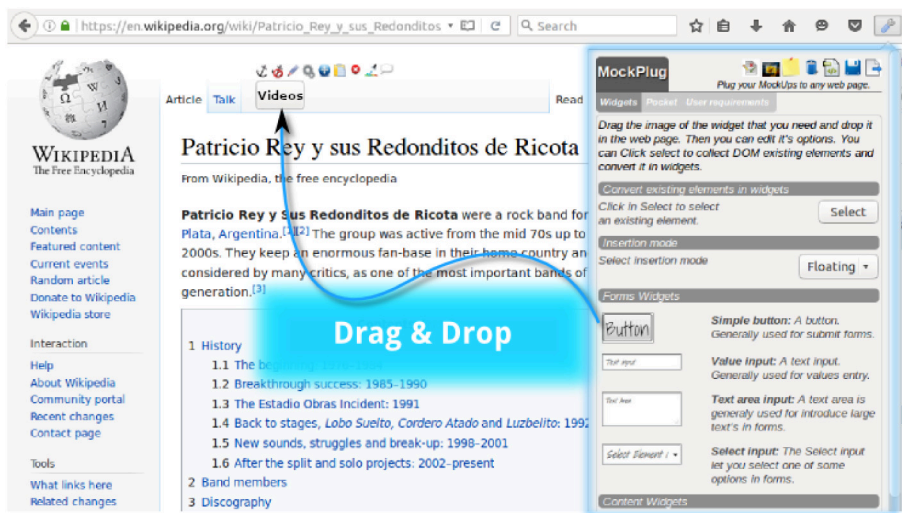 https://en.wikipedia.org/wiki/Patricio_Rey_y_sus_Redonditos
Search
WIKIPEDIA
The Free Encyclopedia
Main page
Contents
Featured content
Current events
Random article
Donate to Wikipedia
Wikipedia store
Interaction
Help
About Wikipedia
Community portal
Recent changes
Contact page
Tools
What links here
Related changes
Article Talk Videos Read
Patricio Rey y sus Redonditos de Ricota
From Wikipedia, the free encyclopedia
Patricio Rey y Sus Redonditos de Ricota were a rock band for
Plata, Argentina.[1][2] The group was active from the mid 70s up to
2000s. They keep an enormous fan-base in their home country an
considered by many critics, as one of the most important bands of
generation.[3]
Drag & Drop
1 History
1.1 The beginning:
1.2 Breakthrough success: 1985–1990
1.3 The Estadio Obras Incident: 1991
1.4 Back to stages, Lobo Suelto, Cordero Atado and Luzbelito: 1992
1.5 New sounds, struggles and break-up: 1998–2001
1.6 After the split and solo projects: 2002–present
2 Band members
3 Discography
MockPlug
Plug your MockUps to any web page.
Widgets Pocket User requirements
Drag the image of the widget that you need and drop it
in the web page. Then you can edit it's options. You
can Click select to collect DOM existing elements and
convert it in widgets.
Convert existing elements in widgets
Click in Select to select
an existing element.
Select
Insertion mode
Select insertion mode
Floating
Forms Widgets
Button
Simple button: A button.
Generally used for submit forms.
Text input
Value input: A text input.
Generally used for values entry.
Text Area
Text area input: A text area is
generaly used for introduce large
text's in forms.
Select Element
Select input: The Select input
let you select one of some
options in forms.
Content Widgets